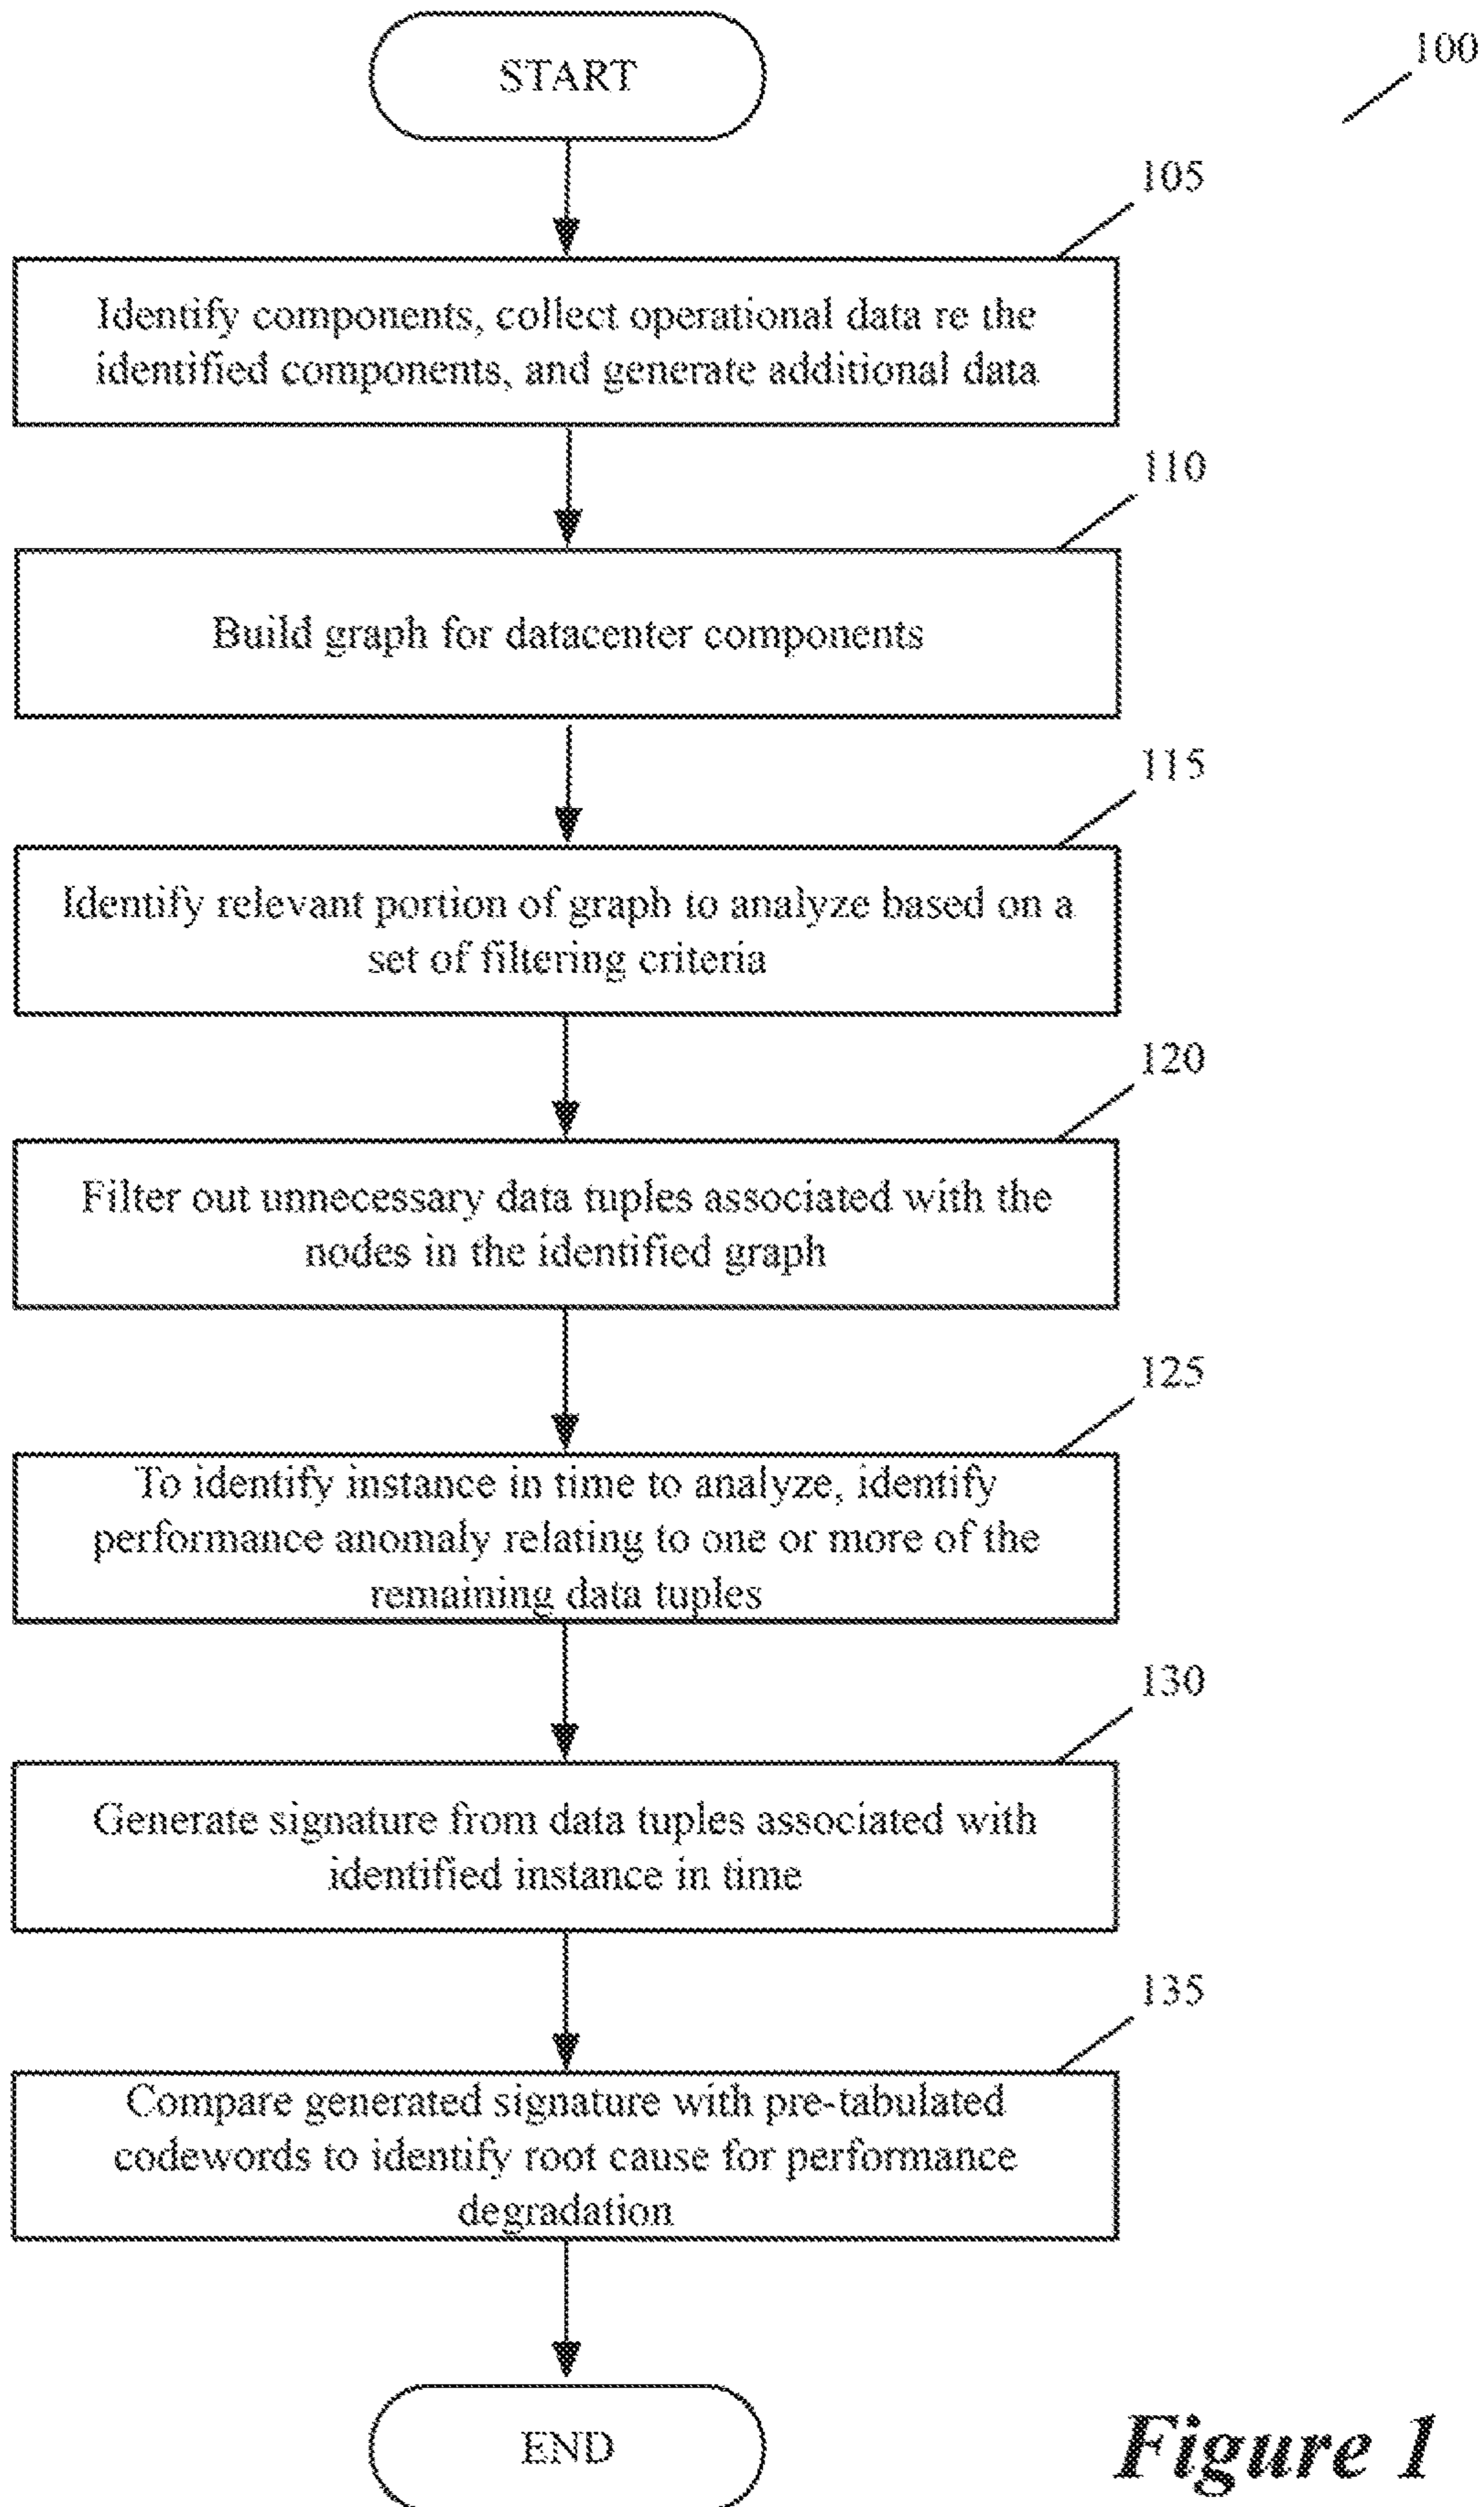 START
100
105
Identify components, collect operational data re the
identified components, and generate additional data
110
Build graph for datacenter components
115
Identify relevant portion of graph to analyze based on a
set of filtering criteria
120
Filter out unnecessary data tuples associated with the
nodes in the identified graph
125
To identify instance in time to analyze, identify
performance anomaly relating to one or more of the
remaining data tuples
130
Generate signature from data tuples associated with
identified instance in time
135
Compare generated signature with pre-tabulated
codewords to identify root cause for performance
degradation
END
Figure 1